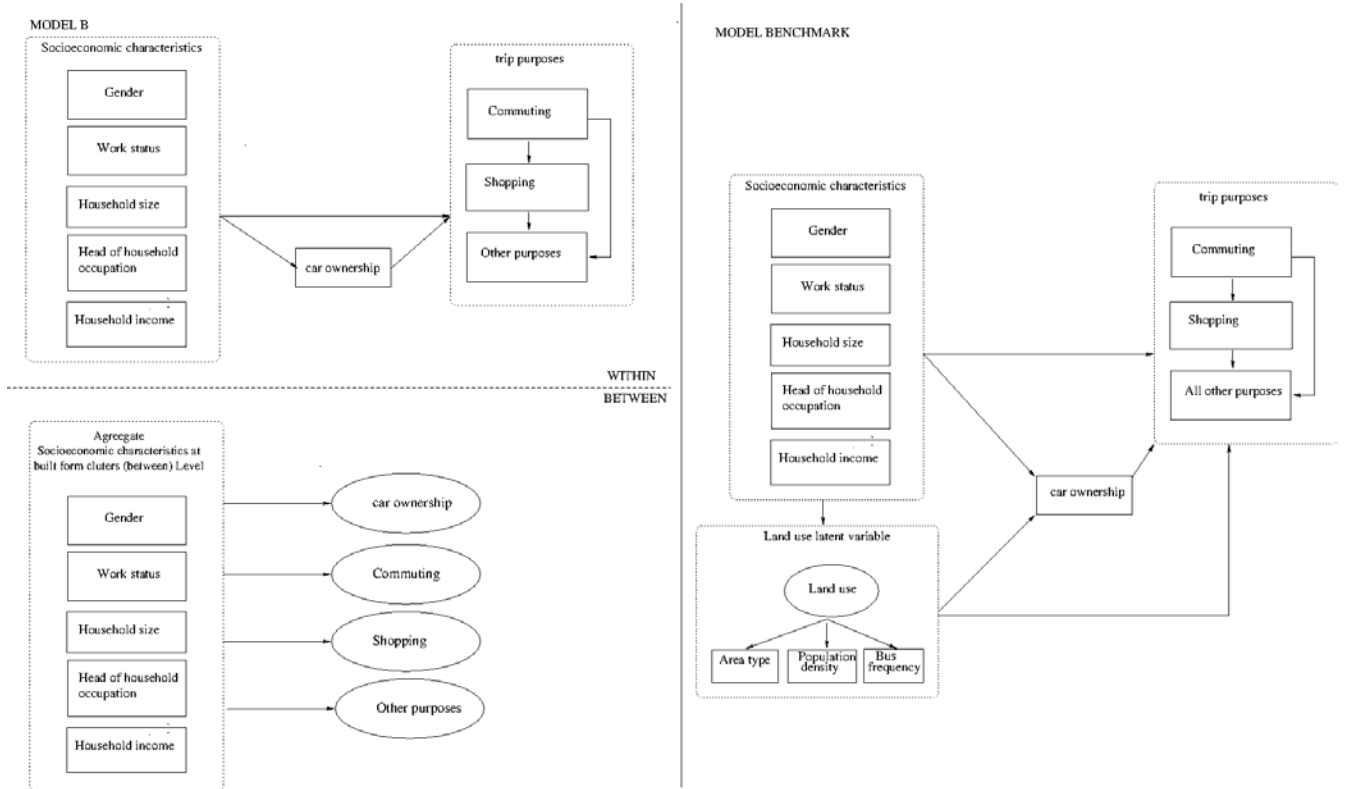 MODEL B
Socioeconomic characteristics
Gender
Work status
Household size
Head of household
occupation
Household income
car ownership
trip purposes
Commuting
Shopping
Other purposes
WITHIN
BETWEEN
Agreegate
Socioeconomic characteristics at
built form cluters (between) Level
Gender
Work status
Household size
Head of household
occupation
Household income
car ownership
Commuting
Shopping
Other purposes
MODEL BENCHMARK
Socioeconomic characteristics
Gender
Work status
Household size
Head of household
occupation
Household income
trip purposes
Commuting
Shopping
All other purposes
car ownership
Land use latent variable
Land use
Area type
Population
density
Bus
frequency